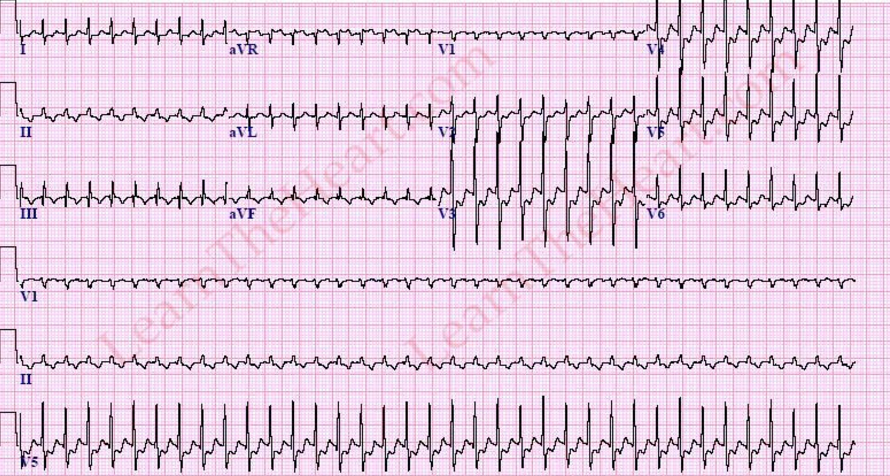 I aVR V1 V4
II aVL V2 V5
III aVF V3 V6
V1
II
V5
LearnTheHeart.com
LearnTheHeart.com